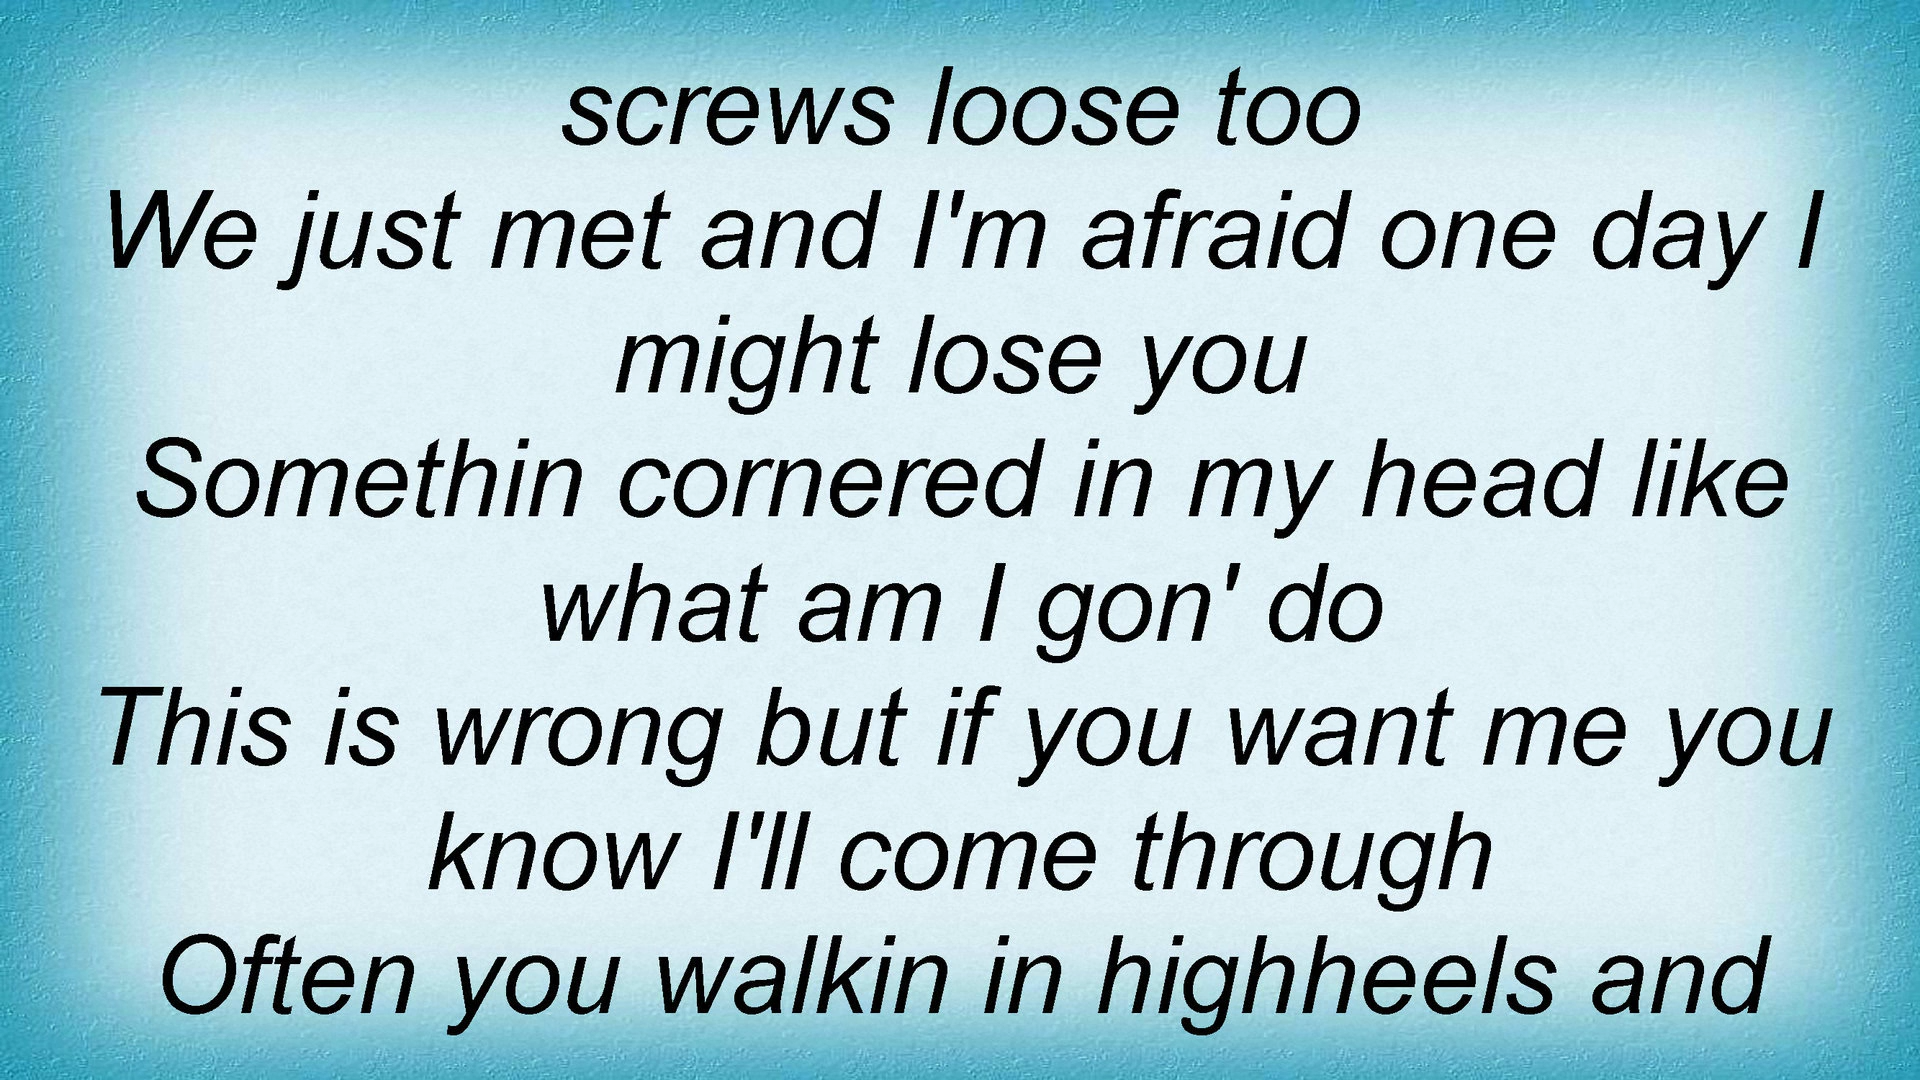 screws loose too
We just met and I'm afraid one day I
might lose you
Somethin cornered in my head like
what am I gon' do
This is wrong but if you want me you
know I'll come through
Often you walkin in highheels and